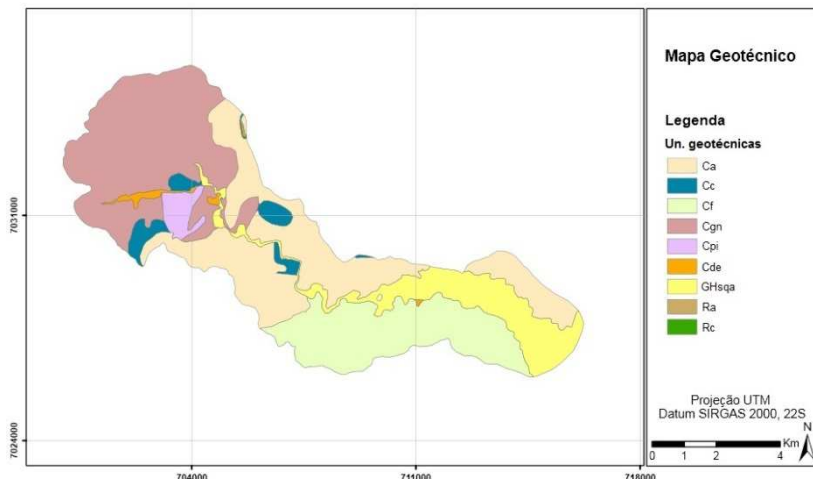 Mapa Geotécnico
Legenda
Un. geotécnicas
Ca
Cc
Cf
Cgn
Cpi
Cde
GHsqa
Ra
Rc
Projeção UTM
Datum SIRGAS 2000, 22S
N
Km
0 1 2 4
7031000
7024000
704000 711000 718000